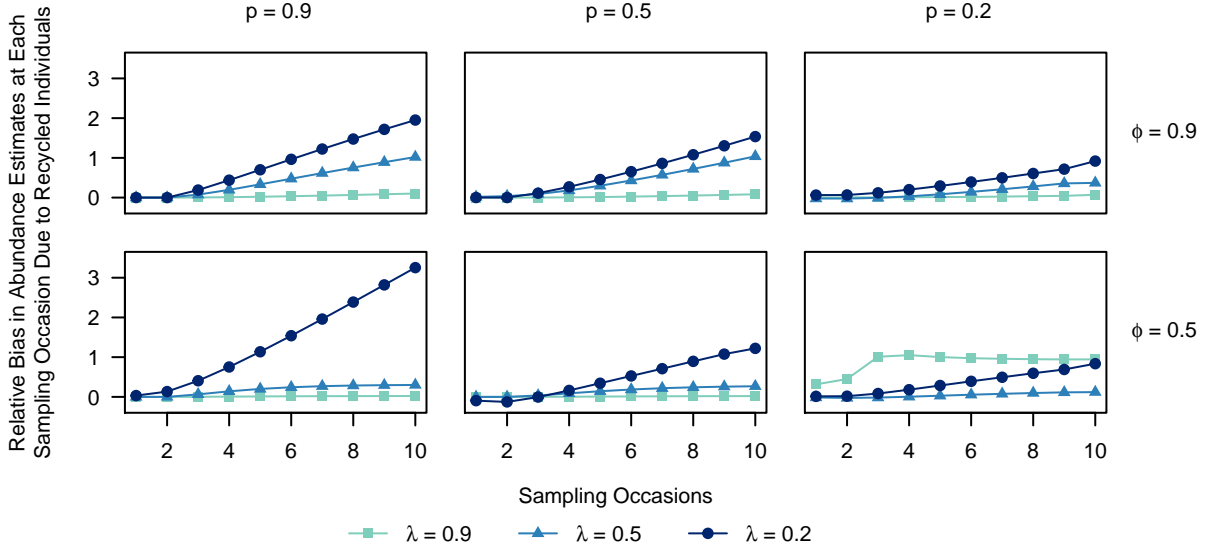 p = 0.9
p = 0.5
p = 0.2
Relative Bias in Abundance Estimates at Each
Sampling Occasion Due to Recycled Individuals
3
2
1
0
ϕ = 0.9
3
2
1
0
ϕ = 0.5
2 4 6 8 10
2 4 6 8 10
2 4 6 8 10
Sampling Occasions
λ = 0.9
λ = 0.5
λ = 0.2